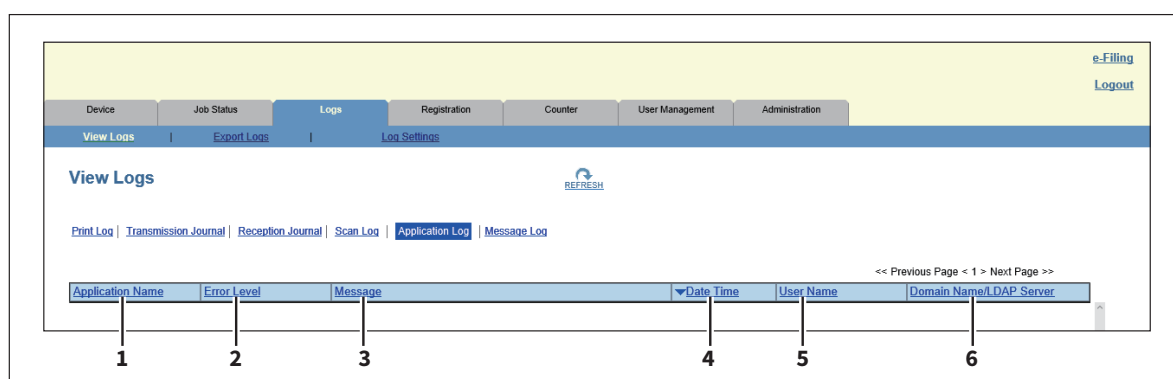 e-Filing
Logout
Device Job Status Logs Registration Counter User Management Administration
View Logs | Export Logs | Log Settings
View Logs
REFRESH
Print Log | Transmission Journal | Reception Journal | Scan Log | Application Log | Message Log
<< Previous Page < 1 > Next Page >>
Application Name Error Level Message Date Time User Name Domain Name/LDAP Server
1 2 3 4 5 6